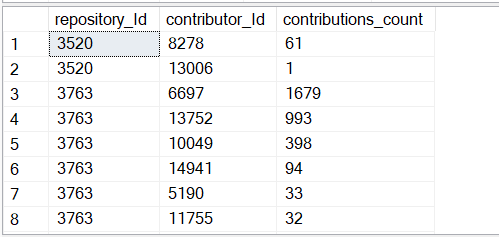 repository_Id contributor_Id contributions_count
1 3520 8278 61
2 3520 13006 1
3 3763 6697 1679
4 3763 13752 993
5 3763 10049 398
6 3763 14941 94
7 3763 5190 33
8 3763 11755 32